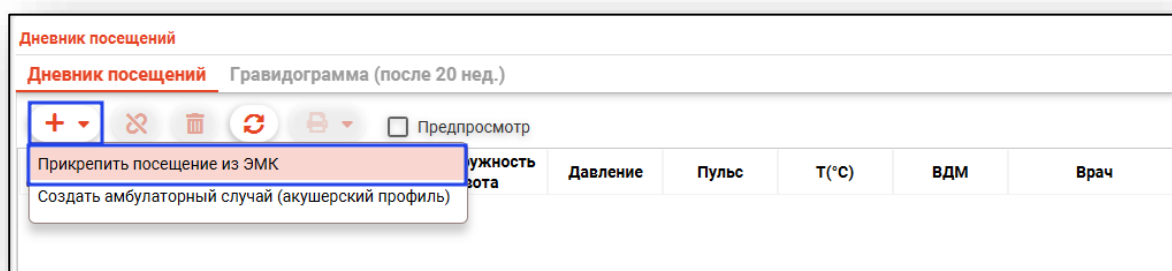 Дневник посещений
Дневник посещений Гравидограмма (после 20 нед.)
Предпросмотр
Прикрепить посещение из ЭМК
Создать амбулаторный случай (акушерский профиль)
Давление Пульс Т(°C) ВДМ Врач